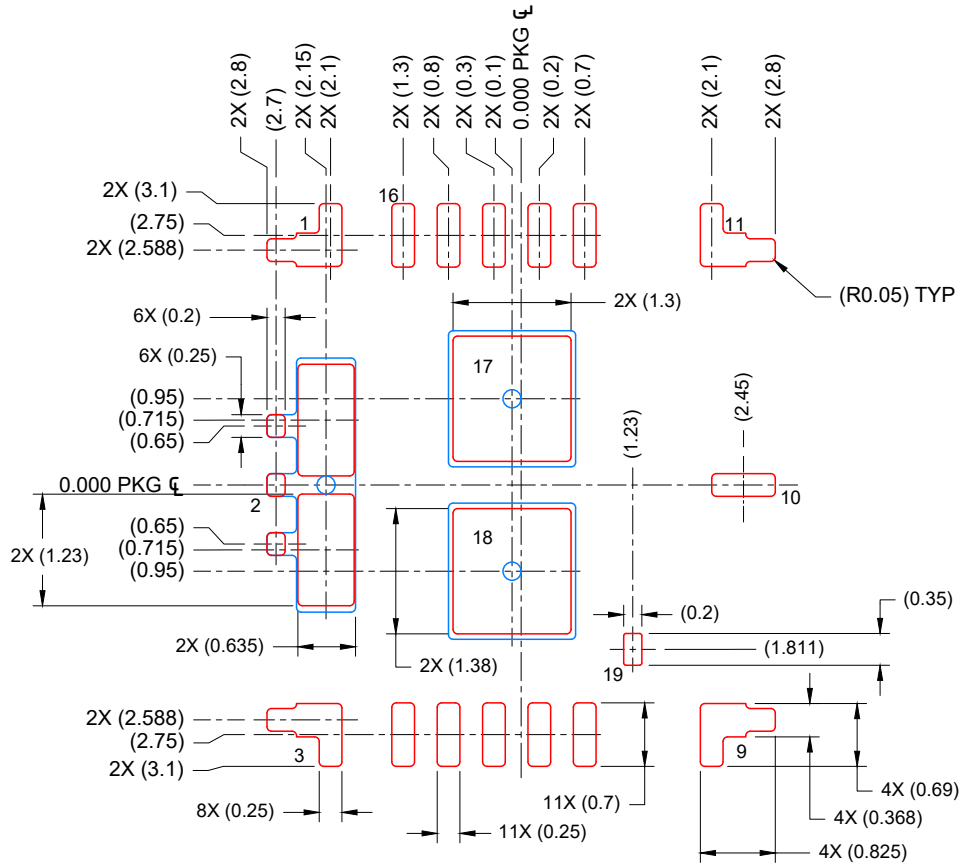 2X (2.8)
(2.7)
2X (2.15)
2X (2.1)
2X (1.3)
2X (0.8)
2X (0.3)
2X (0.1)
0.000 PKG ℄
2X (0.2)
2X (0.7)
2X (2.1)
2X (2.8)
2X (3.1)
(2.75)
2X (2.588)
1
16
11
(R0.05) TYP
6X (0.2)
2X (1.3)
6X (0.25)
17
(0.95)
(0.715)
(0.65)
(1.23)
(2.45)
0.000 PKG ℄
2
10
(0.65)
(0.715)
(0.95)
2X (1.23)
18
(0.2)
(0.35)
2X (0.635)
2X (1.38)
(1.811)
19
2X (2.588)
(2.75)
2X (3.1)
3
9
8X (0.25)
11X (0.25)
11X (0.7)
4X (0.69)
4X (0.368)
4X (0.825)